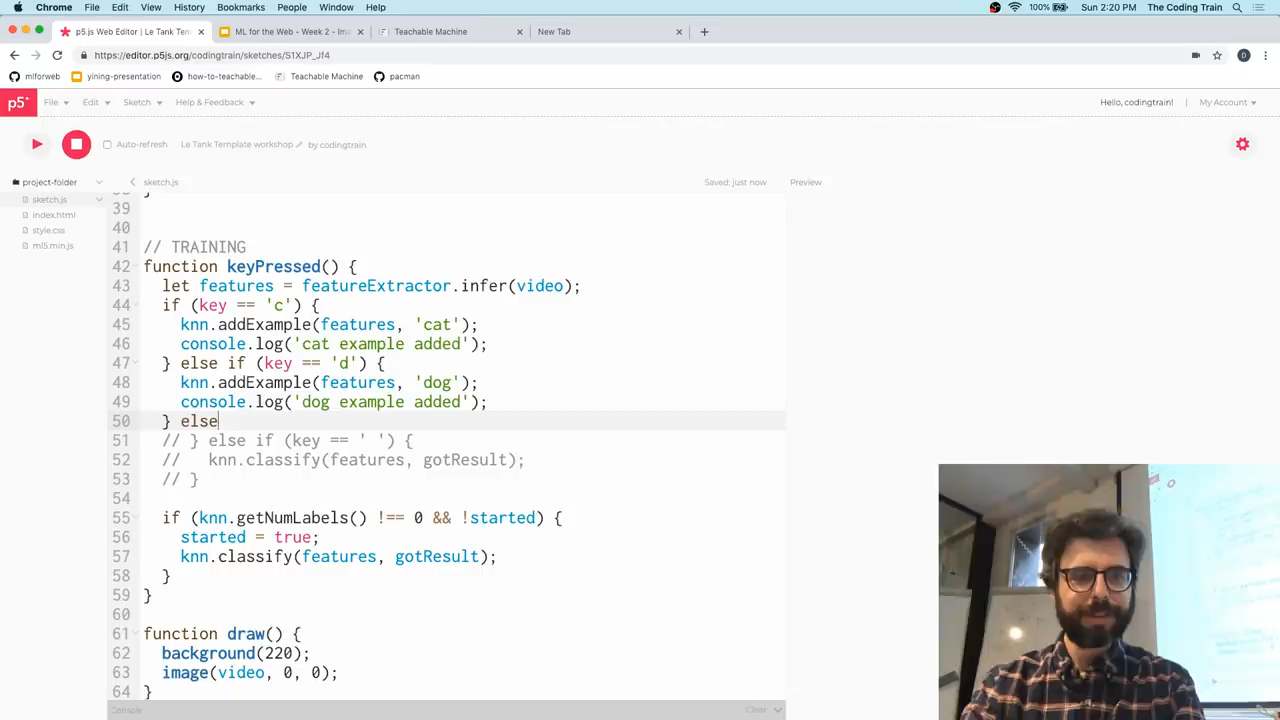 Chrome File Edit View History Bookmarks People Window Help 100% Sun 2:20 PM The Coding Train
p5.js Web Editor | Le Tank Tem ML for the Web - Week 2 - Ima Teachable Machine New Tab
https://editor.p5js.org/codingtrain/sketches/S1XJP_Jf4
mlforweb yining-presentation how-to-teachable... Teachable Machine pacman
p5* File Edit Sketch Help & Feedback Hello, codingtrain! | My Account
Auto-refresh Le Tank Template workshop by codingtrain
project-folder sketch.js Saved: just now Preview
sketch.js
index.html
style.css
ml5.min.js
38 }
39
40
41 // TRAINING
42 function keyPressed() {
43 let features = featureExtractor.infer(video);
44 if (key == 'c') {
45 knn.addExample(features, 'cat');
46 console.log('cat example added');
47 } else if (key == 'd') {
48 knn.addExample(features, 'dog');
49 console.log('dog example added');
50 } else
51 // } else if (key == ' ') {
52 // knn.classify(features, gotResult);
53 // }
54
55 if (knn.getNumLabels() !== 0 && !started) {
56 started = true;
57 knn.classify(features, gotResult);
58 }
59 }
60
61 function draw() {
62 background(220);
63 image(video, 0, 0);
64 }
Console Clear